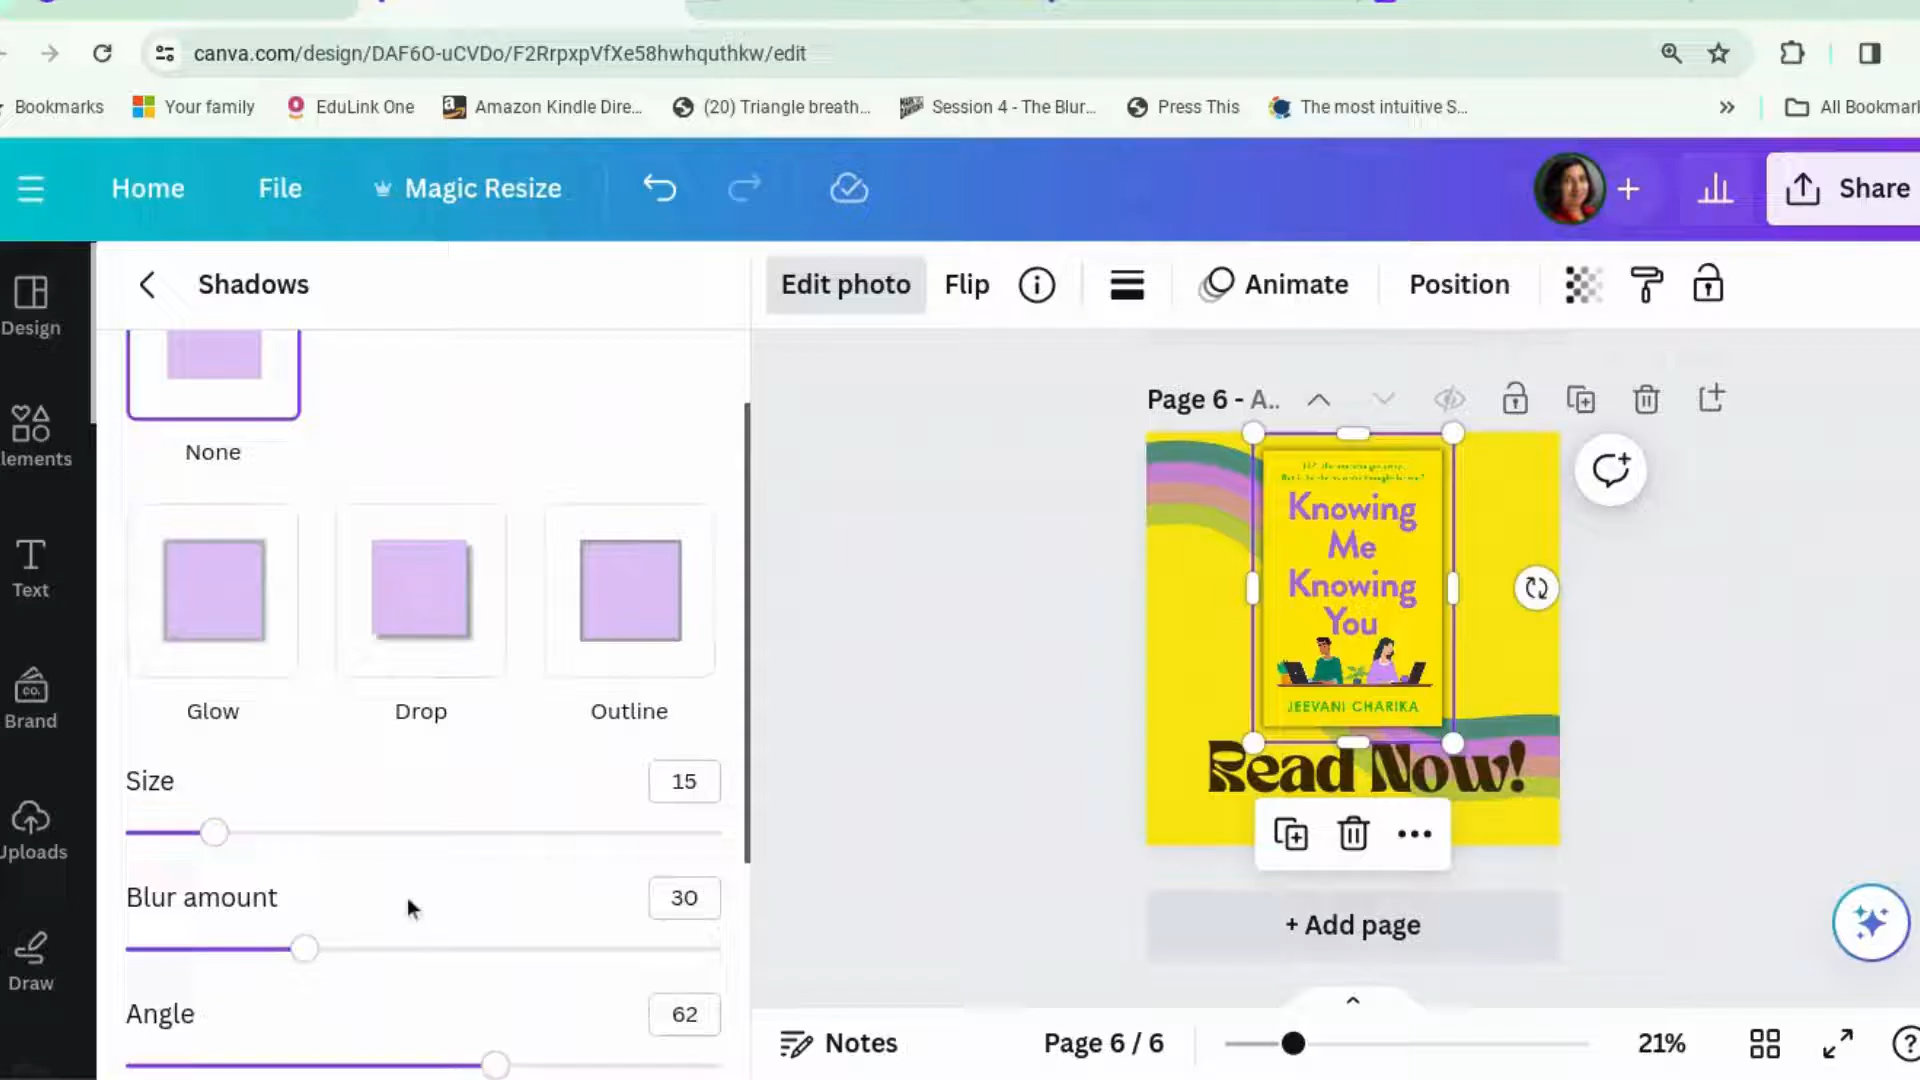 canva.com/design/DAF6O-uCVDo/F2RrpxpVfXe58hwhquthkw/edit
Bookmarks Your family EduLink One Amazon Kindle Dire... (20) Triangle breath... Session 4 - The Blur... Press This The most intuitive S... » All Bookmar
Home File Magic Resize Share
Shadows
Edit photo Flip Animate Position
Design
lements
Text
CO.
Brand
Uploads
Draw
None
Glow Drop Outline
Size 15
Blur amount 30
Angle 62
Page 6 - A..
Knowing
Me
Knowing
You
JEEVANI CHARIKA
Read Now!
+ Add page
Notes Page 6 / 6 21%